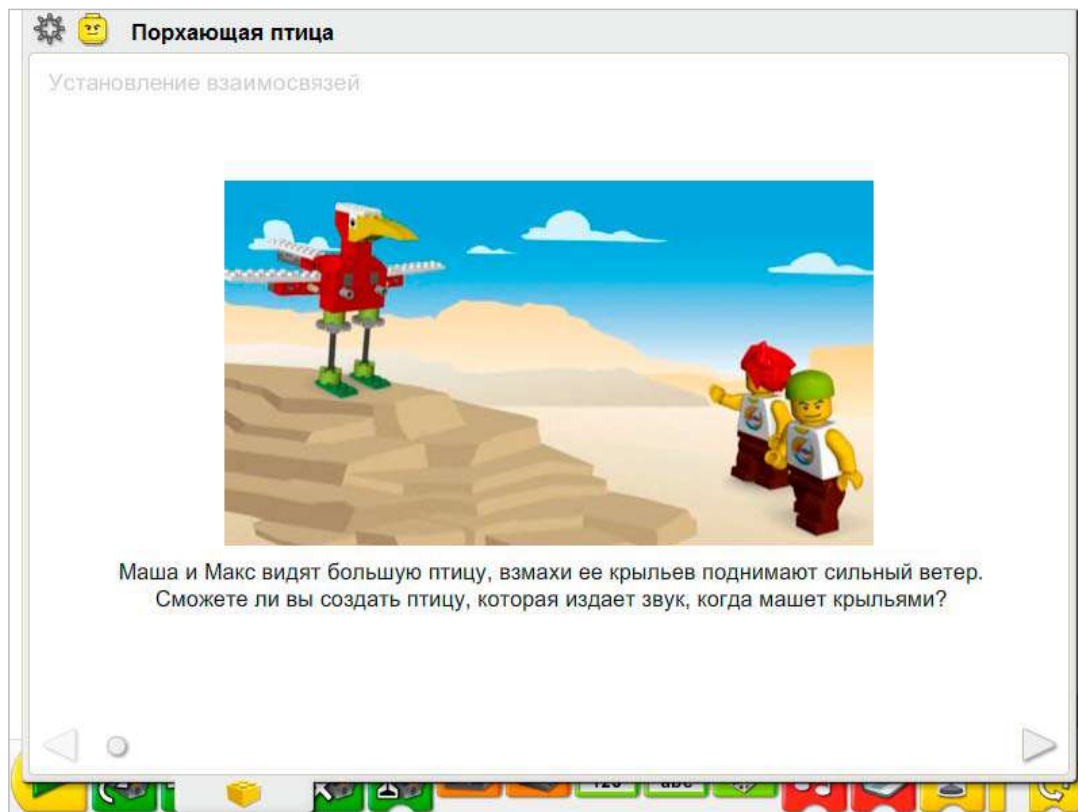 Порхающая птица
Установление взаимосвязей
Маша и Макс видят большую птицу, взмахи ее крыльев поднимают сильный ветер.
Сможете ли вы создать птицу, которая издает звук, когда машет крыльями?